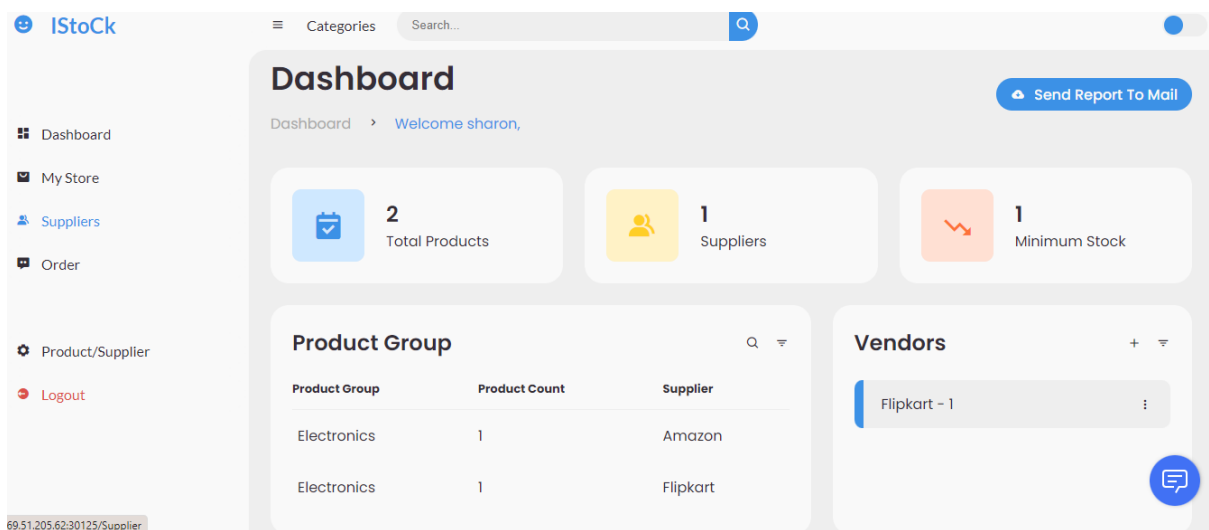 IStoCk
Categories
Search...
Dashboard
Send Report To Mail
Dashboard > Welcome sharon,
Dashboard
My Store
Suppliers
Order
Product/Supplier
Logout
2
Total Products
1
Suppliers
1
Minimum Stock
Product Group
Product Group Product Count Supplier
Electronics 1 Amazon
Electronics 1 Flipkart
Vendors
Flipkart - 1
69.51.205.62:30125/Supplier